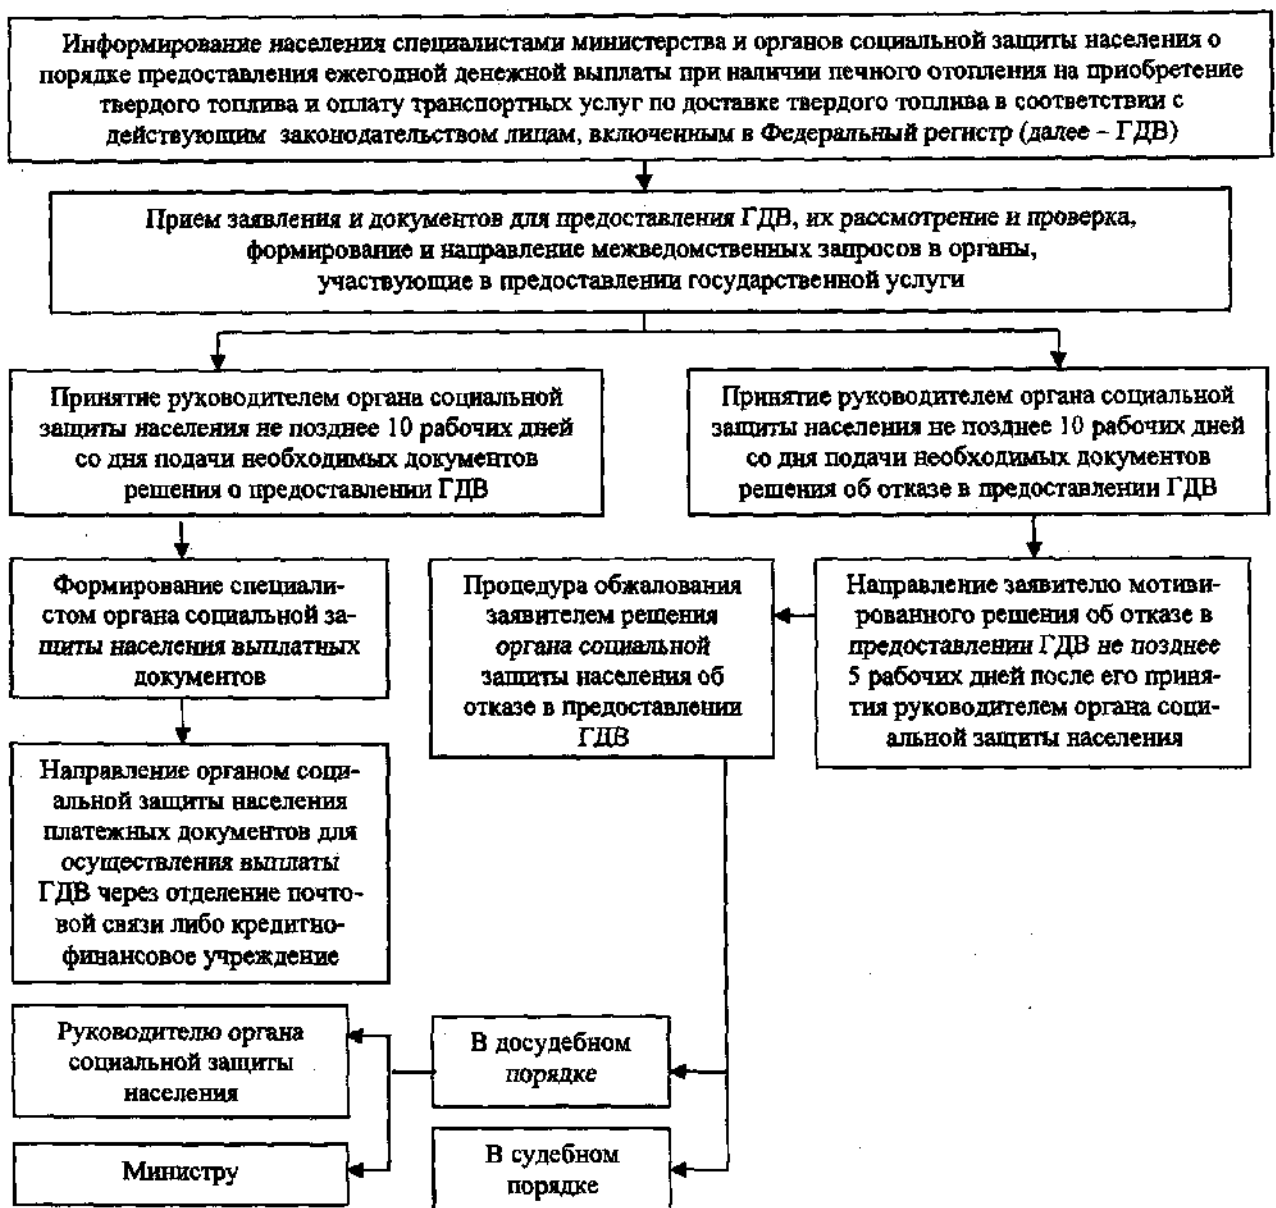 Информирование населения специалистами министерства и органов социальной защиты населения о
порядке предоставления ежегодной денежной выплаты при наличии печного отопления на приобретение
твердого топлива и оплату транспортных услуг по доставке твердого топлива в соответствии с
действующим законодательством лицам, включенным в Федеральный регистр (далее – ГДВ)
Прием заявления и документов для предоставления ГДВ, их рассмотрение и проверка,
формирование и направление межведомственных запросов в органы,
участвующие в предоставлении государственной услуги
Принятие руководителем органа социальной
защиты населения не позднее 10 рабочих дней
со дня подачи необходимых документов
решения о предоставлении ГДВ
Принятие руководителем органа социальной
защиты населения не позднее 10 рабочих дней
со дня подачи необходимых документов
решения об отказе в предоставлении ГДВ
Формирование специали-
стом органа социальной за-
щиты населения выплатных
документов
Процедура обжалования
заявителем решения
органа социальной
защиты населения об
отказе в предоставлении
ГДВ
Направление заявителю мотиви-
рованного решения об отказе в
предоставлении ГДВ не позднее
5 рабочих дней после его приня-
тия руководителем органа соци-
альной защиты населения
Направление органом соци-
альной защиты населения
платежных документов для
осуществления выплаты
ГДВ через отделение почто-
вой связи либо кредитно-
финансовое учреждение
Руководителю органа
социальной защиты
населения
В досудебном
порядке
Министру
В судебном
порядке